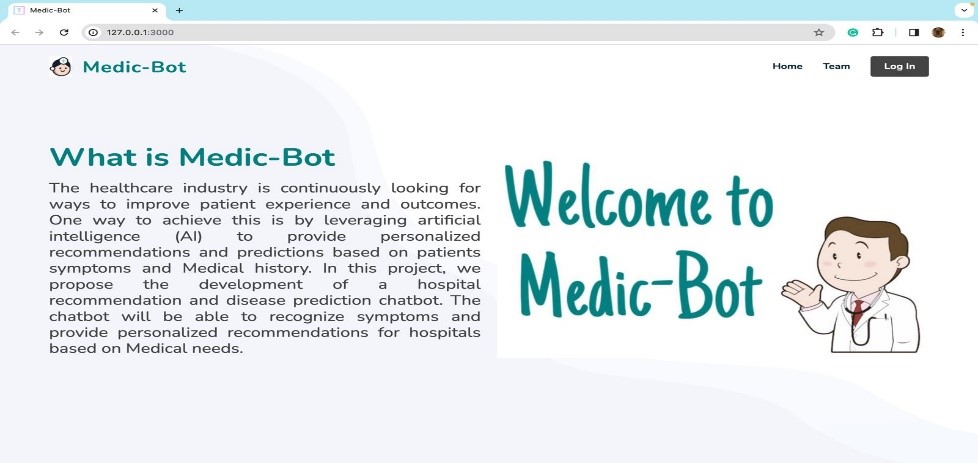 Medic-Bot
127.0.0.1:3000
Medic-Bot
Home Team Log In
What is Medic-Bot
The healthcare industry is continuously looking for
ways to improve patient experience and outcomes.
One way to achieve this is by leveraging artificial
intelligence (AI) to provide personalized
recommendations and predictions based on patients
symptoms and Medical history. In this project, we
propose the development of a hospital
recommendation and disease prediction chatbot. The
chatbot will be able to recognize symptoms and
provide personalized recommendations for hospitals
based on Medical needs.
Welcome to
Medic-Bot